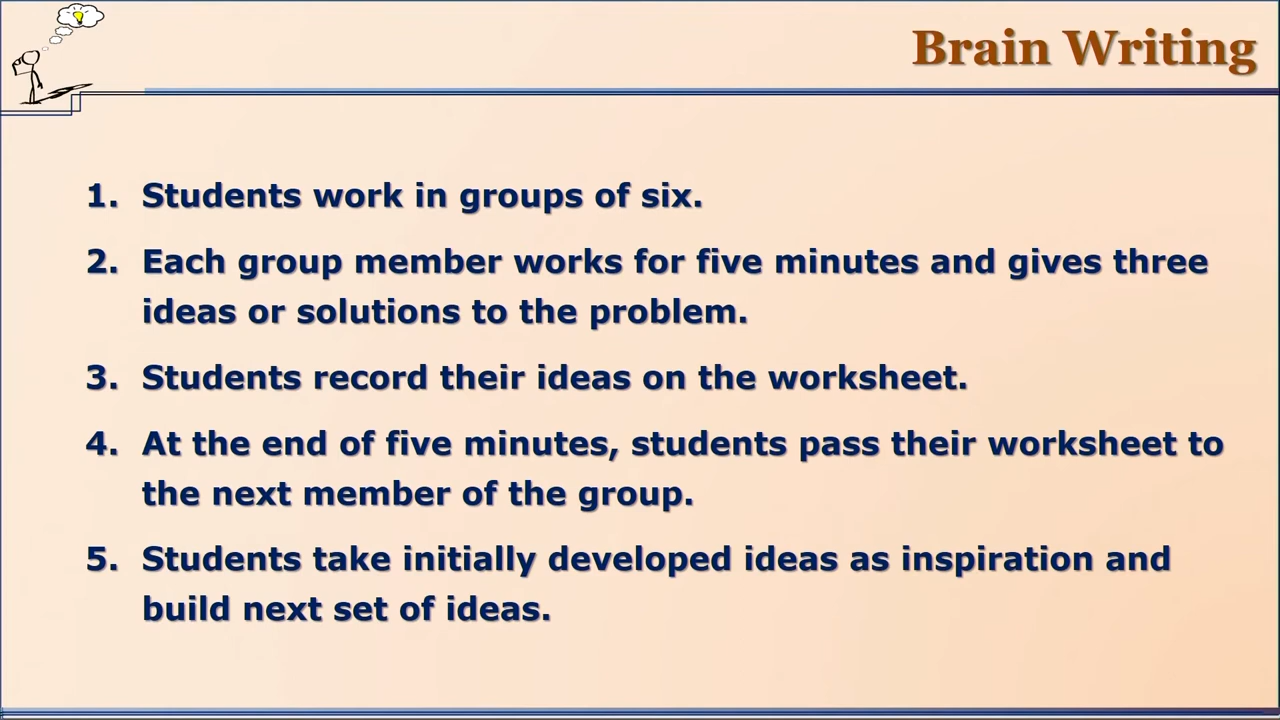 Brain Writing
1. Students work in groups of six.
2. Each group member works for five minutes and gives three
ideas or solutions to the problem.
3. Students record their ideas on the worksheet.
4. At the end of five minutes, students pass their worksheet to
the next member of the group.
5. Students take initially developed ideas as inspiration and
build next set of ideas.